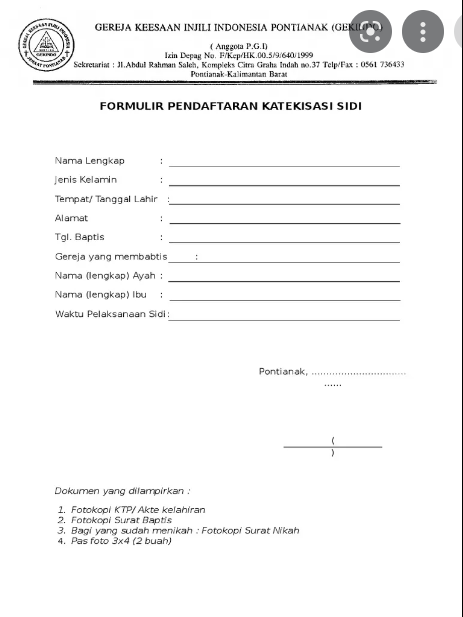 GEREJA KEESAAN INJILI INDONESIA PONTIANAK (GEKINDO)
( Anggota P.G.I)
Izin Depag No. F/Kep/HK.00.5/9/640/1999
Sekretariat : Jl.Abdul Rahman Saleh, Kompleks Citra Graha Indah no.37 Telp/Fax : 0561 736433
Pontianak-Kalimantan Barat
FORMULIR PENDAFTARAN KATEKISASI SIDI
Nama Lengkap :
Jenis Kelamin :
Tempat/ Tanggal Lahir :
Alamat :
Tgl. Baptis :
Gereja yang membabtis :
Nama (lengkap) Ayah :
Nama (lengkap) Ibu :
Waktu Pelaksanaan Sidi :
Pontianak, ................................
......
(
)
Dokumen yang dilampirkan :
1. Fotokopi KTP/ Akte kelahiran
2. Fotokopi Surat Baptis
3. Bagi yang sudah menikah : Fotokopi Surat Nikah
4. Pas foto 3x4 (2 buah)